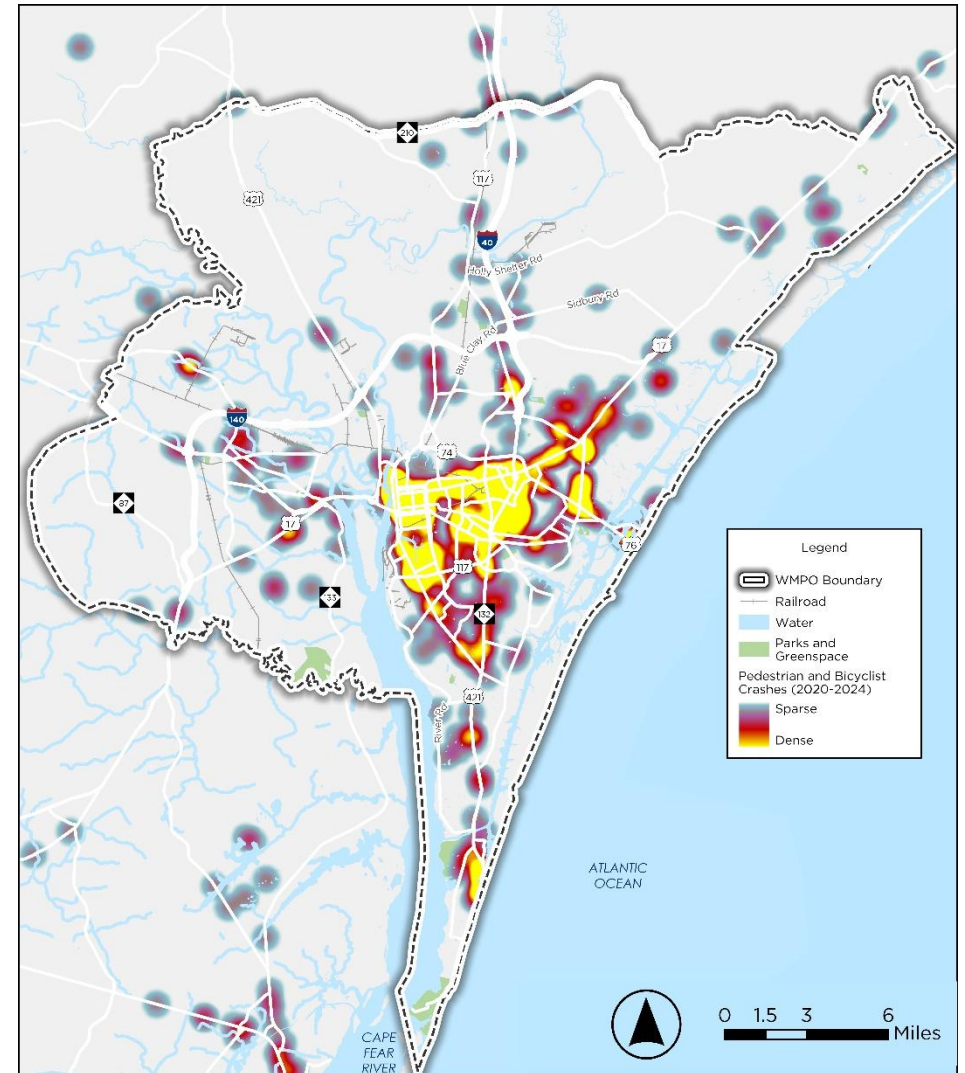 210
117
421
40
Holly Shelter Rd
Sidbury Rd
Blue Clay Rd
17
140
74
87
17
76
117
133
132
421
River Rd
Legend
WMPO Boundary
Railroad
Water
Parks and
Greenspace
Pedestrian and Bicyclist
Crashes (2020-2024)
Sparse
Dense
ATLANTIC
OCEAN
0 1.5 3 6
Miles
CAPE
FEAR
RIVER